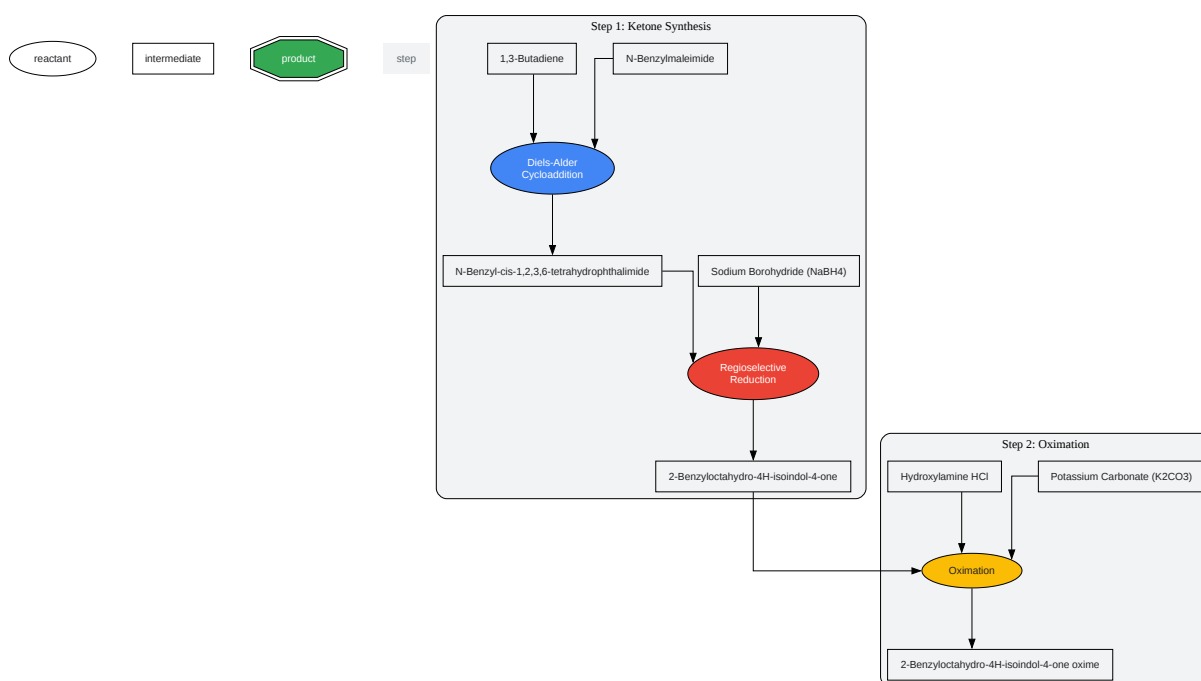 Step 1: Ketone Synthesis
reactant
intermediate
product
step
1,3-Butadiene
N-Benzylmaleimide
Diels-Alder
Cycloaddition
N-Benzyl-cis-1,2,3,6-tetrahydrophthalimide
Sodium Borohydride (NaBH4)
Regioselective
Reduction
2-Benzyloctahydro-4H-isoindol-4-one
Step 2: Oximation
Hydroxylamine HCl
Potassium Carbonate (K2CO3)
Oximation
2-Benzyloctahydro-4H-isoindol-4-one oxime